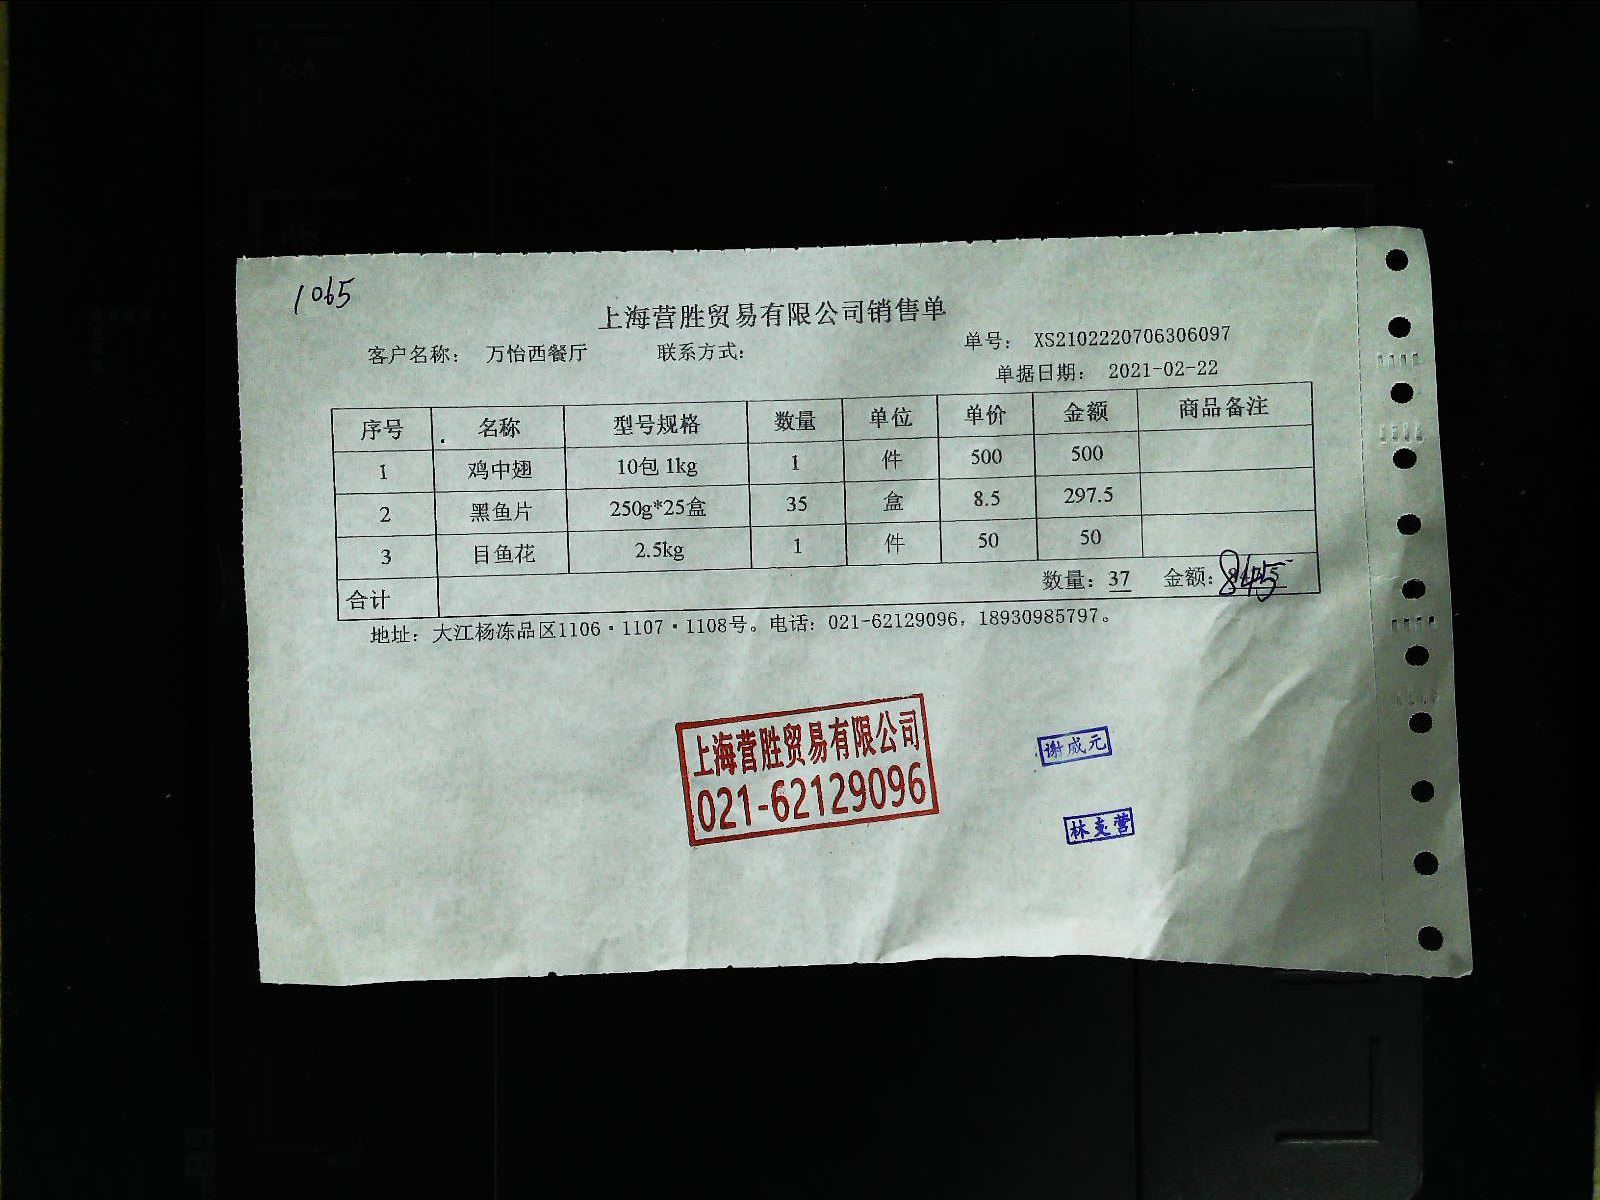 1065
上海营胜贸易有限公司销售单
客户名称： 万怡西餐厅 联系方式： 单号： XS2102220706306097
单据日期： 2021-02-22
序号 名称 型号规格 数量 单位 单价 金额 商品备注
1 鸡中翅 10包 1kg 1 件 500 500
2 黑鱼片 250g*25盒 35 盒 8.5 297.5
3 目鱼花 2.5kg 1 件 50 50
合计 数量：37 金额：845
地址：大江杨冻品区1106·1107·1108号。电话：021-62129096，18930985797。
上海营胜贸易有限公司
021-62129096
谢成元
林 营